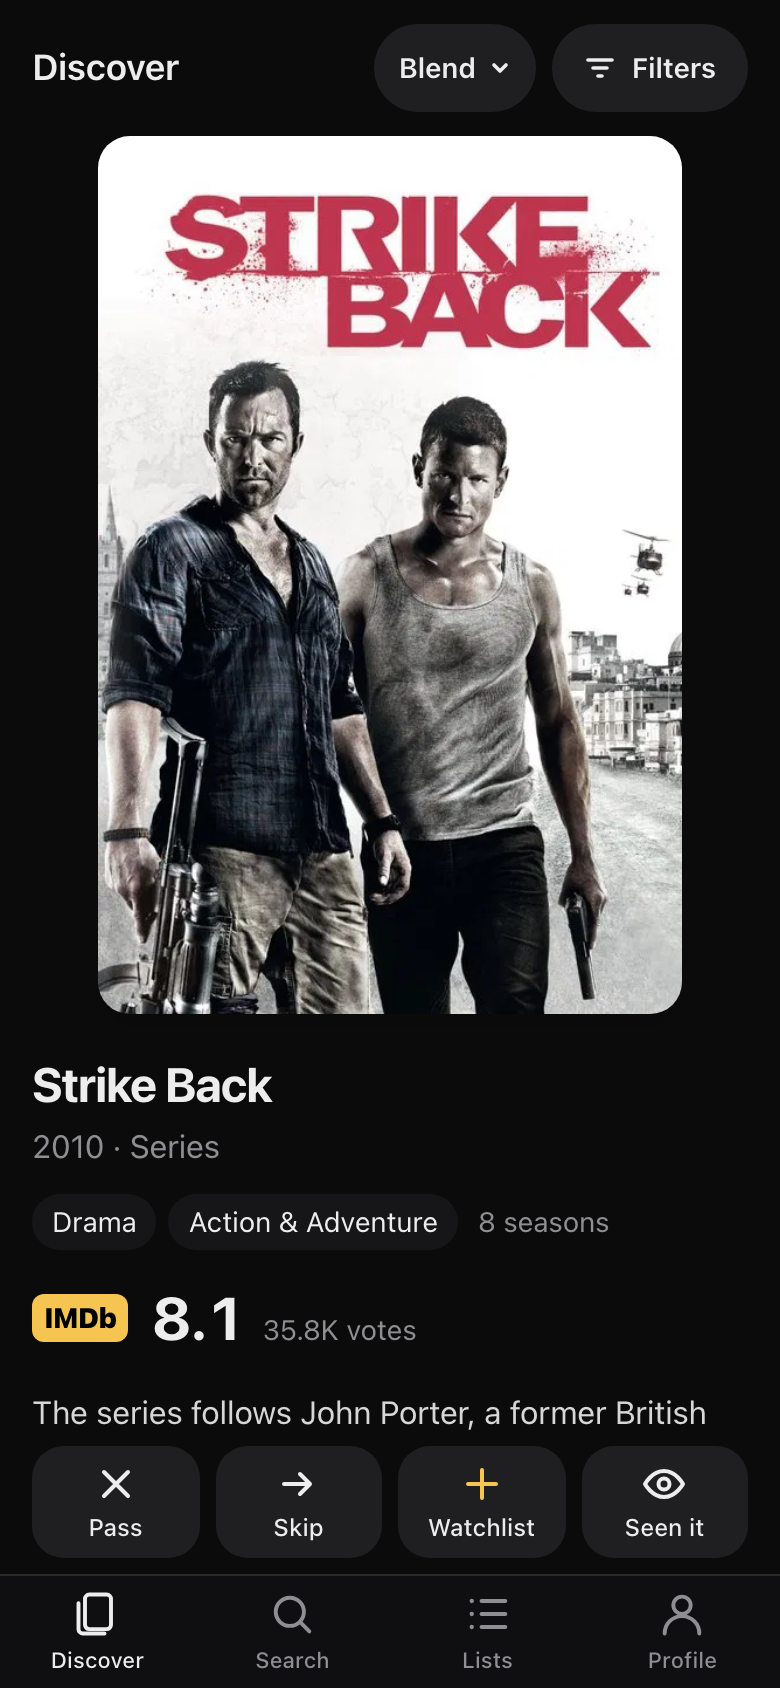 Discover
Blend
Filters
STRIKE
BACK
Strike Back
2010 · Series
Drama
Action & Adventure
8 seasons
IMDb
8.1
35.8K votes
The series follows John Porter, a former British
Pass
Skip
Watchlist
Seen it
Discover
Search
Lists
Profile